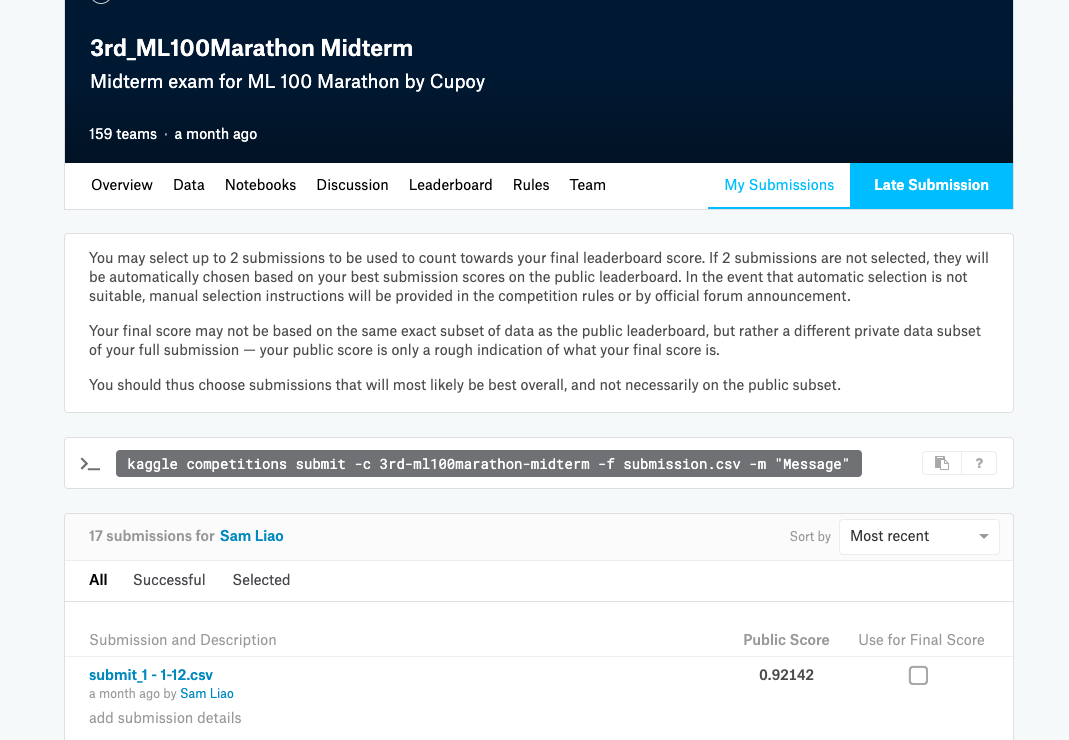 3rd_ML100Marathon Midterm
Midterm exam for ML 100 Marathon by Cupoy
159 teams · a month ago
Overview Data Notebooks Discussion Leaderboard Rules Team My Submissions Late Submission
You may select up to 2 submissions to be used to count towards your final leaderboard score. If 2 submissions are not selected, they will
be automatically chosen based on your best submission scores on the public leaderboard. In the event that automatic selection is not
suitable, manual selection instructions will be provided in the competition rules or by official forum announcement.
Your final score may not be based on the same exact subset of data as the public leaderboard, but rather a different private data subset
of your full submission — your public score is only a rough indication of what your final score is.
You should thus choose submissions that will most likely be best overall, and not necessarily on the public subset.
>_ kaggle competitions submit -c 3rd-ml100marathon-midterm -f submission.csv -m "Message" ?
17 submissions for Sam Liao Sort by Most recent
All Successful Selected
Submission and Description Public Score Use for Final Score
submit_1 - 1-12.csv 0.92142
a month ago by Sam Liao
add submission details